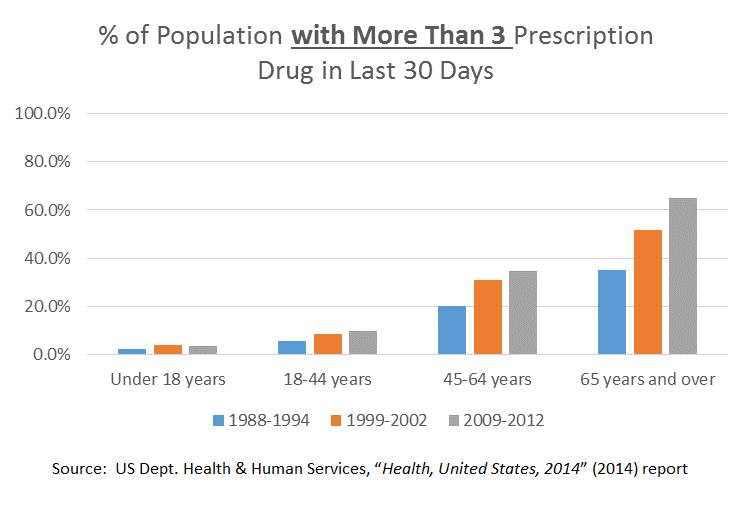 % of Population with More Than 3 Prescription
Drug in Last 30 Days
100.0%
80.0%
60.0%
40.0%
20.0%
0.0%
Under 18 years
18-44 years
45-64 years
65 years and over
1988-1994
1999-2002
2009-2012
Source:  US Dept. Health & Human Services, “Health, United States, 2014” (2014) report